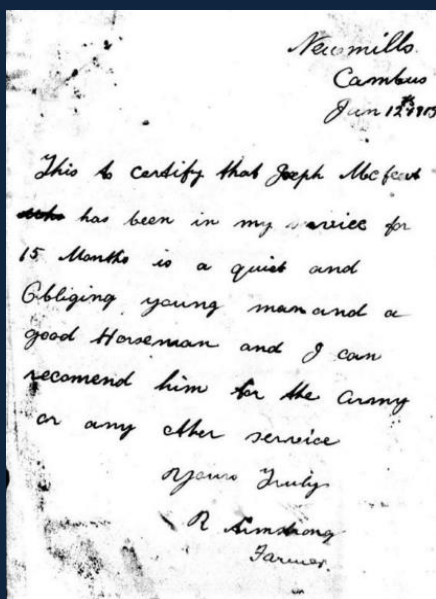 Newmills
Cambus
Jan 12th
This to certify that Joseph
has been in my service for
15 Months is a quiet and
Obliging young man and a
good Horseman and I can
recomend him for the army
or any other service
Yours Truly
R Armstrong
Farmer.